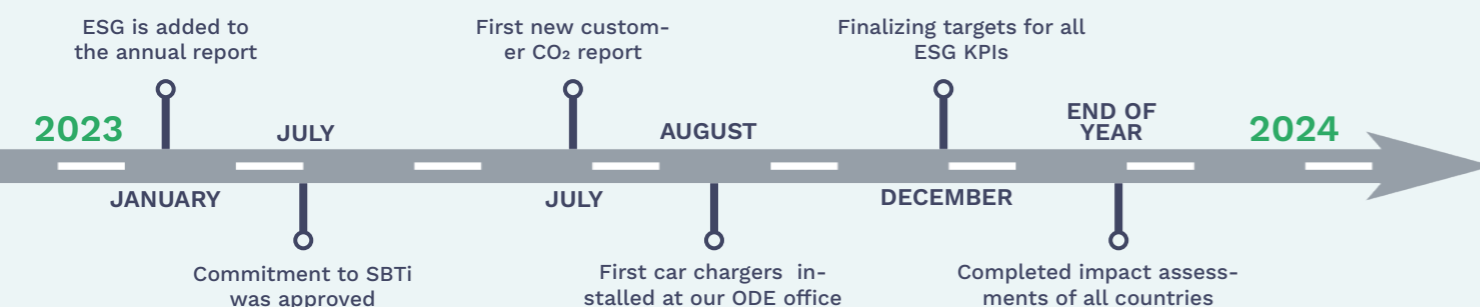 ESG is added to
the annual report
First new custom-
er CO₂ report
Finalizing targets for all
ESG KPIs
2023
JULY
AUGUST
END OF
YEAR
2024
JANUARY
JULY
DECEMBER
Commitment to SBTi
was approved
First car chargers  in-
stalled at our ODE office
Completed impact assess-
ments of all countries